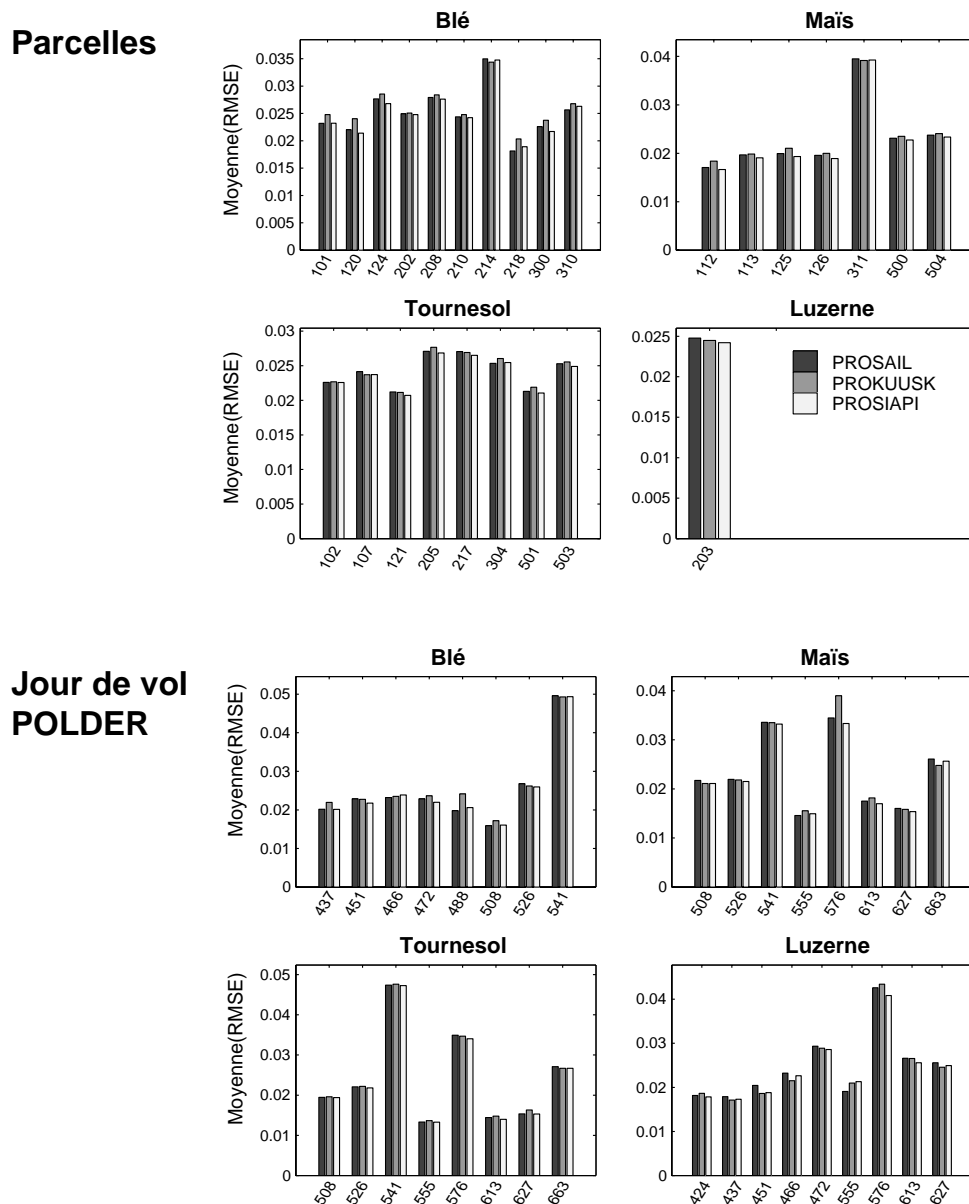 Parcelles
Blé
Moyenne(RMSE)
0.035
0.03
0.025
0.02
0.015
0.01
0.005
0
101 120 124 202 208 210 214 218 300 310
Maïs
0.04
0.03
0.02
0.01
0
112 113 125 126 311 500 504
Tournesol
Moyenne(RMSE)
0.03
0.025
0.02
0.015
0.01
0.005
0
102 107 121 205 217 304 501 503
Luzerne
0.025
0.02
0.015
0.01
0.005
0
203
PROSAIL
PROKUUSK
PROSIAPI
Jour de vol
POLDER
Blé
Moyenne(RMSE)
0.05
0.04
0.03
0.02
0.01
0
437 451 466 472 488 508 526 541
Maïs
0.04
0.03
0.02
0.01
0
508 526 541 555 576 613 627 663
Tournesol
Moyenne(RMSE)
0.05
0.04
0.03
0.02
0.01
0
508 526 541 555 576 613 627 663
Luzerne
0.04
0.03
0.02
0.01
0
424 437 451 466 472 555 576 613 627